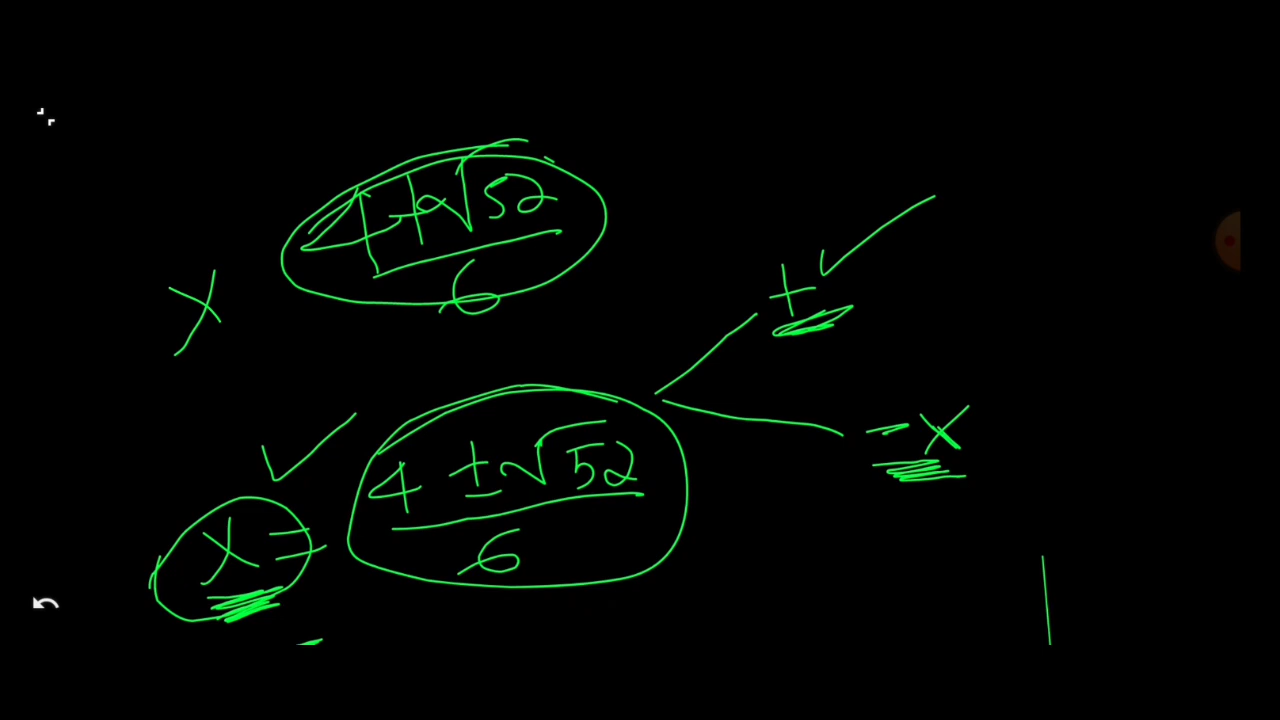 4+√52
6
x
+ ✓
4 ± √52
6
- x
✓
x =